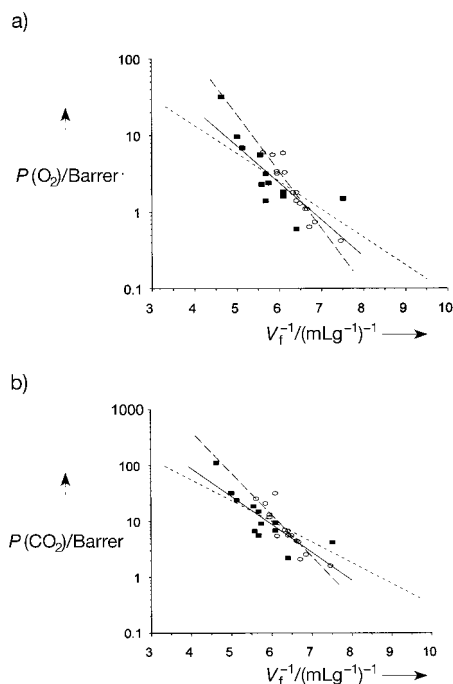 a)
100
10
P(O₂)/Barrer
1
0.1
3 4 5 6 7 8 9 10
V_f⁻¹/(mLg⁻¹)⁻¹
b)
1000
100
P(CO₂)/Barrer
10
1
0.1
3 4 5 6 7 8 9 10
V_f⁻¹/(mLg⁻¹)⁻¹